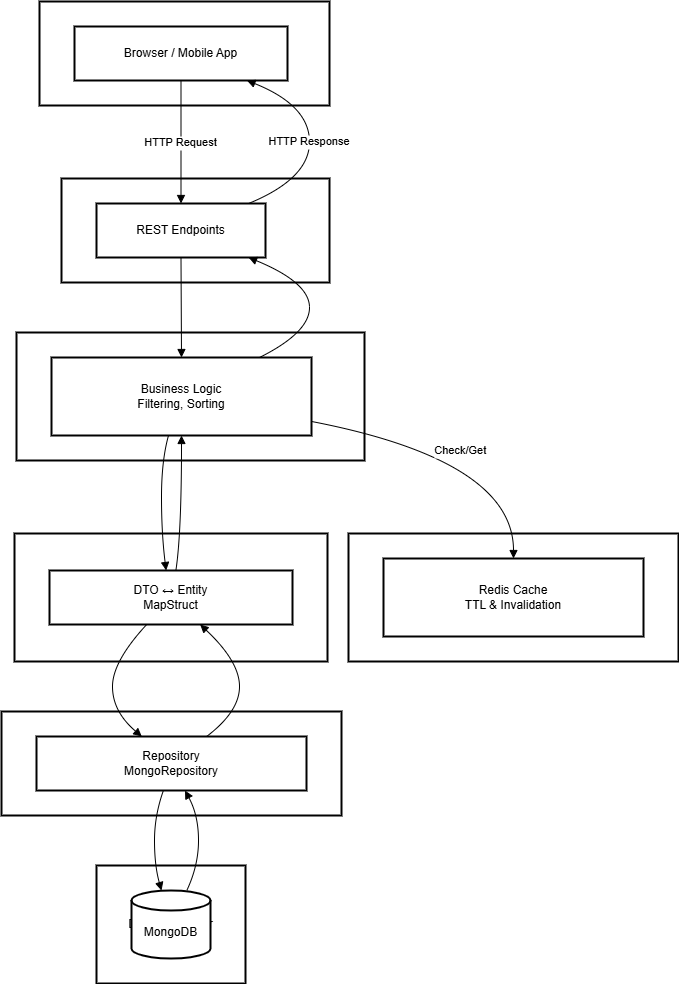 Browser / Mobile App
HTTP Request
HTTP Response
REST Endpoints
Business Logic
Filtering, Sorting
Check/Get
DTO ↔ Entity
MapStruct
Redis Cache
TTL & Invalidation
Repository
MongoRepository
MongoDB